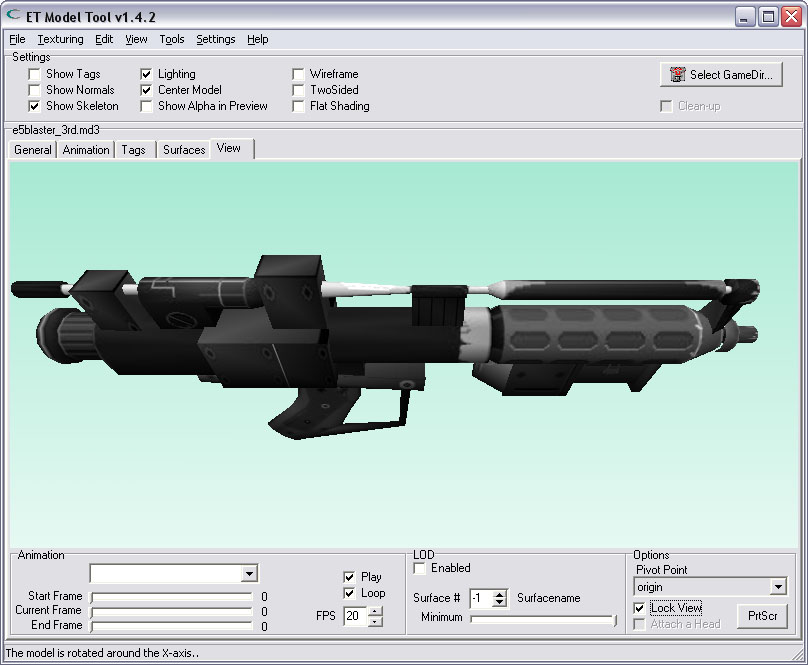 ET Model Tool v1.4.2
File Texturing Edit View Tools Settings Help
Settings
Show Tags Lighting Wireframe
Show Normals Center Model TwoSided
Show Skeleton Show Alpha in Preview Flat Shading
Select GameDir...
Clean-up
e5blaster_3rd.md3
General Animation Tags Surfaces View
Animation
Start Frame 0
Current Frame 0
End Frame 0
Play
Loop
FPS 20
LOD
Enabled
Surface # -1 Surfacename
Minimum
Options
Pivot Point
origin
Lock View
Attach a Head
PrtScr
The model is rotated around the X-axis..